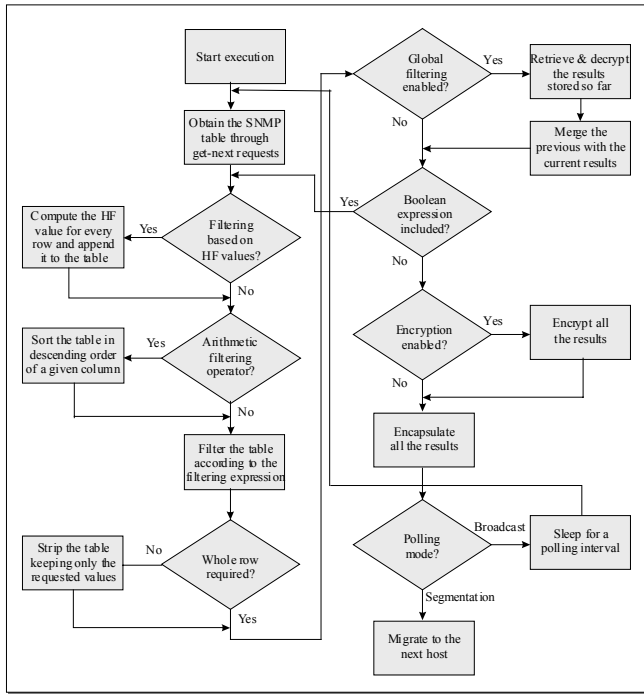 Start execution
Obtain the SNMP
table through
get-next requests
Compute the HF
value for every
row and append
it to the table
Yes
Filtering
based on
HF values?
No
Sort the table in
descending order
of a given column
Yes
Arithmetic
filtering
operator?
No
Filter the table
according to the
filtering expression
Strip the table
keeping only the
requested values
No
Whole row
required?
Yes
Global
filtering
enabled?
Yes
Retrieve & decrypt
the results
stored so far
No
Merge the
previous with the
current results
Yes
Boolean
expression
included?
No
Encryption
enabled?
Yes
Encrypt all
the results
No
Encapsulate
all the results
Polling
mode?
Broadcast
Sleep for a
polling interval
Segmentation
Migrate to the
next host